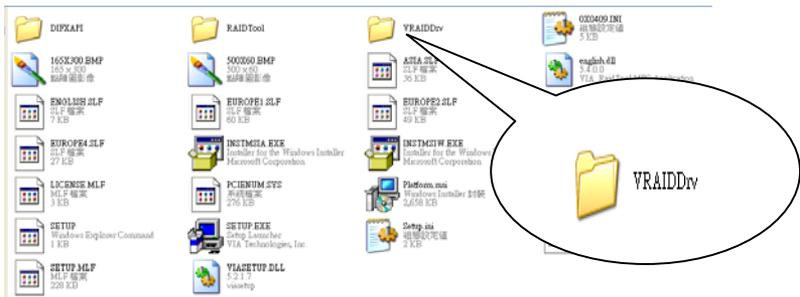 DIFXAPI
RAIDTool
VRAIDDrv
0X0409.INI
組態設定值
5 KB
165X300.BMP
165 x 300
點陣圖影像
500X60.BMP
500 x 60
點陣圖影像
ASIA.SLF
SLF 檔案
36 KB
english.dll
5.4.0.0
ENGLISH.SLF
SLF 檔案
7 KB
EUROPE1.SLF
SLF 檔案
60 KB
EUROPE2.SLF
SLF 檔案
49 KB
EUROPE4.SLF
SLF 檔案
27 KB
INSTMSIA.EXE
Installer for the Windows Installer
Microsoft Corporation
INSTMSIW.EXE
Installer for the Windows
Microsoft Corporation
LICENSE.MLF
MLF 檔案
3 KB
PCIENUM.SYS
系統檔案
276 KB
Platform.msi
Windows Installer 封裝
2,658 KB
SETUP
Windows Explorer Command
1 KB
SETUP.EXE
Setup Launcher
VIA Technologies, Inc.
Setup.ini
組態設定值
2 KB
SETUP.MLF
MLF 檔案
228 KB
VIASETUP.DLL
5.2.1.7
viasetup
VRAIDDrv